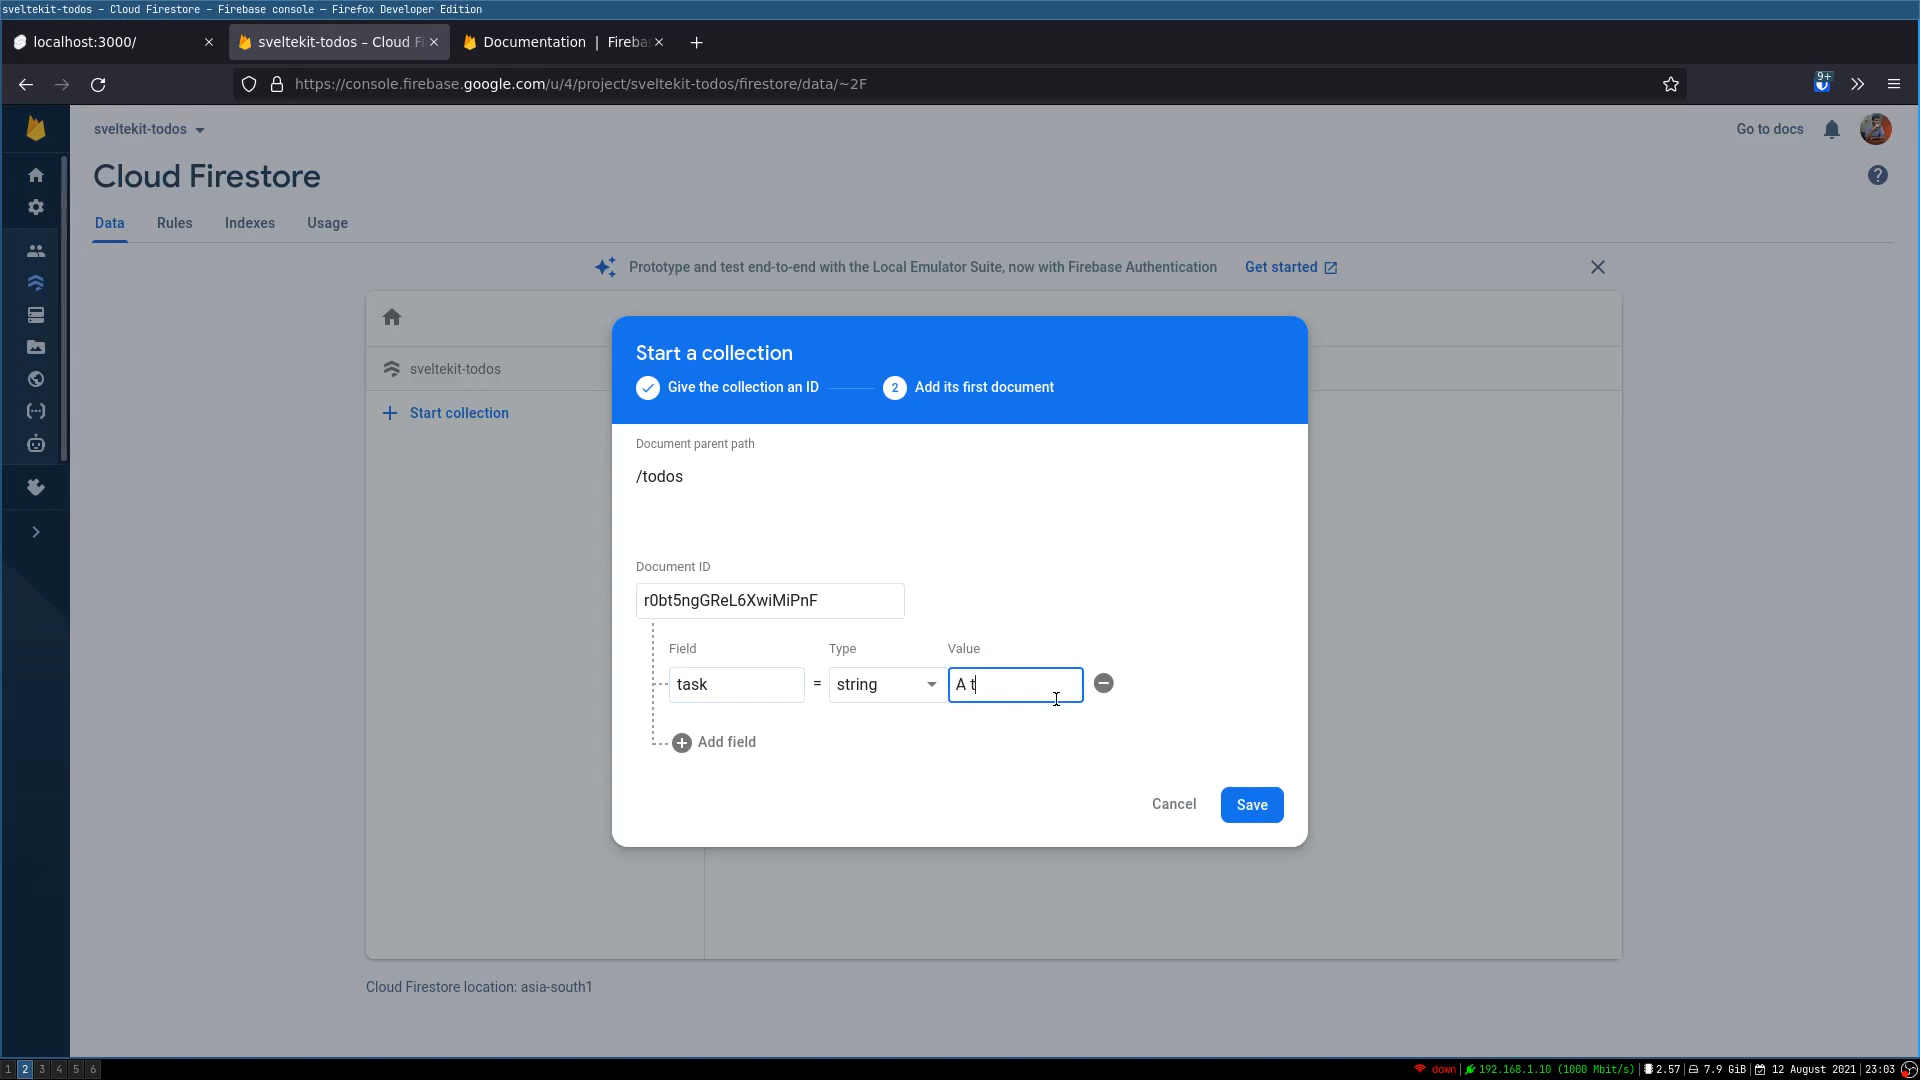 sveltekit-todos – Cloud Firestore – Firebase console — Firefox Developer Edition
localhost:3000/
sveltekit-todos – Cloud Fi
Documentation | Fireba
https://console.firebase.google.com/u/4/project/sveltekit-todos/firestore/data/~2F
9+
sveltekit-todos
Go to docs
Cloud Firestore
Data
Rules
Indexes
Usage
Prototype and test end-to-end with the Local Emulator Suite, now with Firebase Authentication
Get started
sveltekit-todos
Start collection
Start a collection
Give the collection an ID
2
Add its first document
Document parent path
/todos
Document ID
r0bt5ngGReL6XwiMiPnF
Field
Type
Value
task
=
string
A t
Add field
Cancel
Save
Cloud Firestore location: asia-south1
1 2 3 4 5 6
down | 192.168.1.10 (1000 Mbit/s) | 2.57 | 7.9 GiB | 12 August 2021 | 23:03